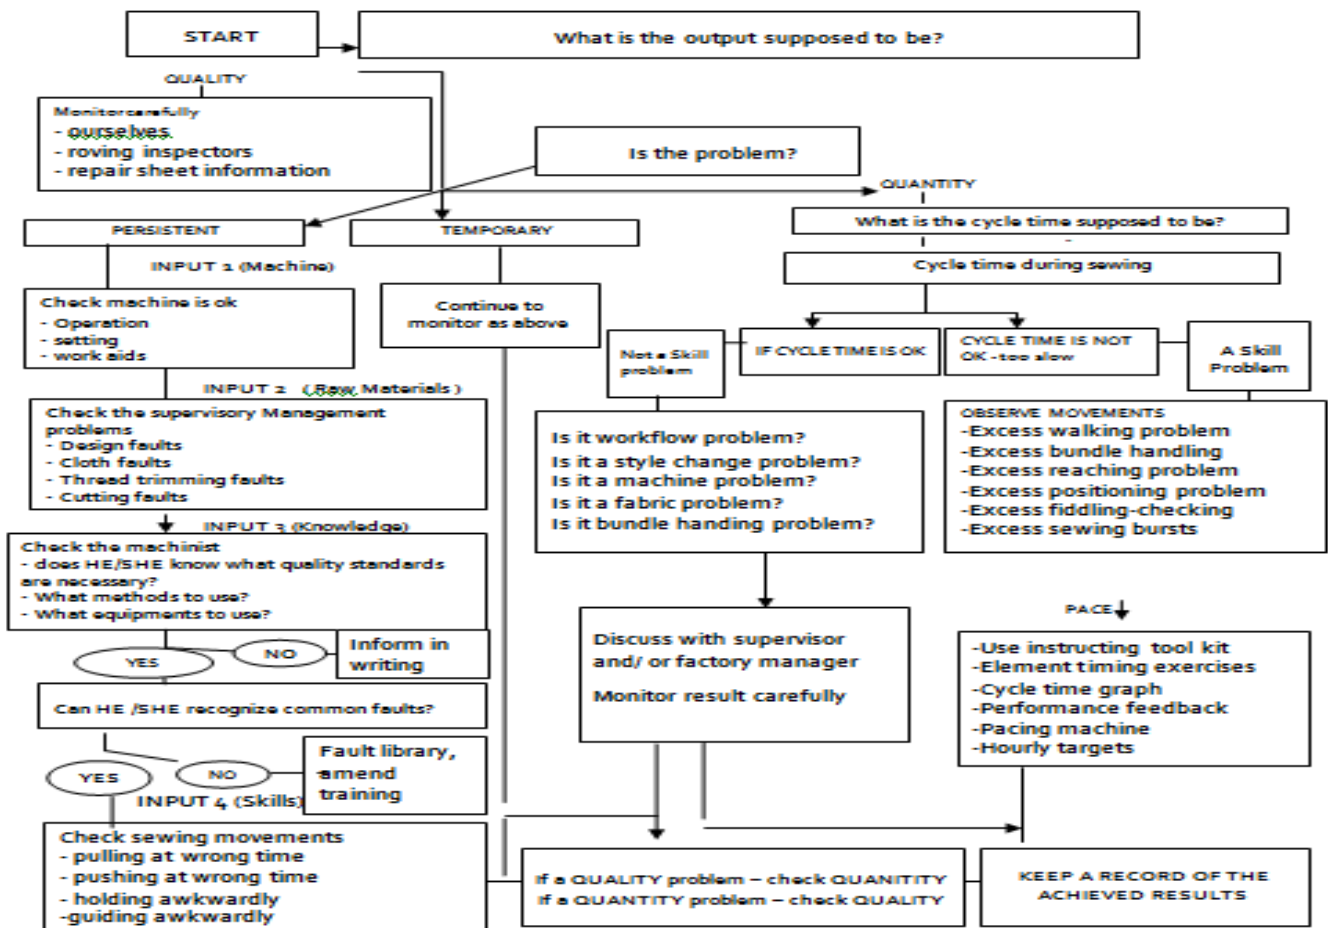 START
What is the output supposed to be?
QUALITY
Monitor carefully
- ourselves.
- roving inspectors
- repair sheet information
Is the problem?
QUANTITY
PERSISTENT
TEMPORARY
What is the cycle time supposed to be?
-
Cycle time during sewing
INPUT 1 (Machine)
Check machine is ok
- Operation
- setting
- work aids
Continue to
monitor as above
Not a Skill
problem
IF CYCLE TIME IS OK
CYCLE TIME IS NOT
OK - too slow
A Skill
Problem
INPUT 2 ( Raw Materials )
Check the supervisory Management
problems
- Design faults
- Cloth faults
- Thread trimming faults
- Cutting faults
Is it workflow problem?
Is it a style change problem?
Is it a machine problem?
Is it a fabric problem?
Is it bundle handing problem?
OBSERVE MOVEMENTS
-Excess walking problem
-Excess bundle handling
-Excess reaching problem
-Excess positioning problem
-Excess fiddling-checking
-Excess sewing bursts
INPUT 3 (Knowledge)
Check the machinist
- does HE/SHE know what quality standards
are necessary?
- What methods to use?
- What equipments to use?
YES
NO
Inform in
writing
Can HE /SHE recognize common faults?
YES
NO
Fault library,
amend
training
Discuss with supervisor
and/ or factory manager
Monitor result carefully
PACE
-Use instructing tool kit
-Element timing exercises
-Cycle time graph
-Performance feedback
-Pacing machine
-Hourly targets
INPUT 4 (Skills)
Check sewing movements
- pulling at wrong time
- pushing at wrong time
- holding awkwardly
-guiding awkwardly
If a QUALITY problem – check QUANITITY
If a QUANTITY problem – check QUALITY
KEEP A RECORD OF THE
ACHIEVED RESULTS